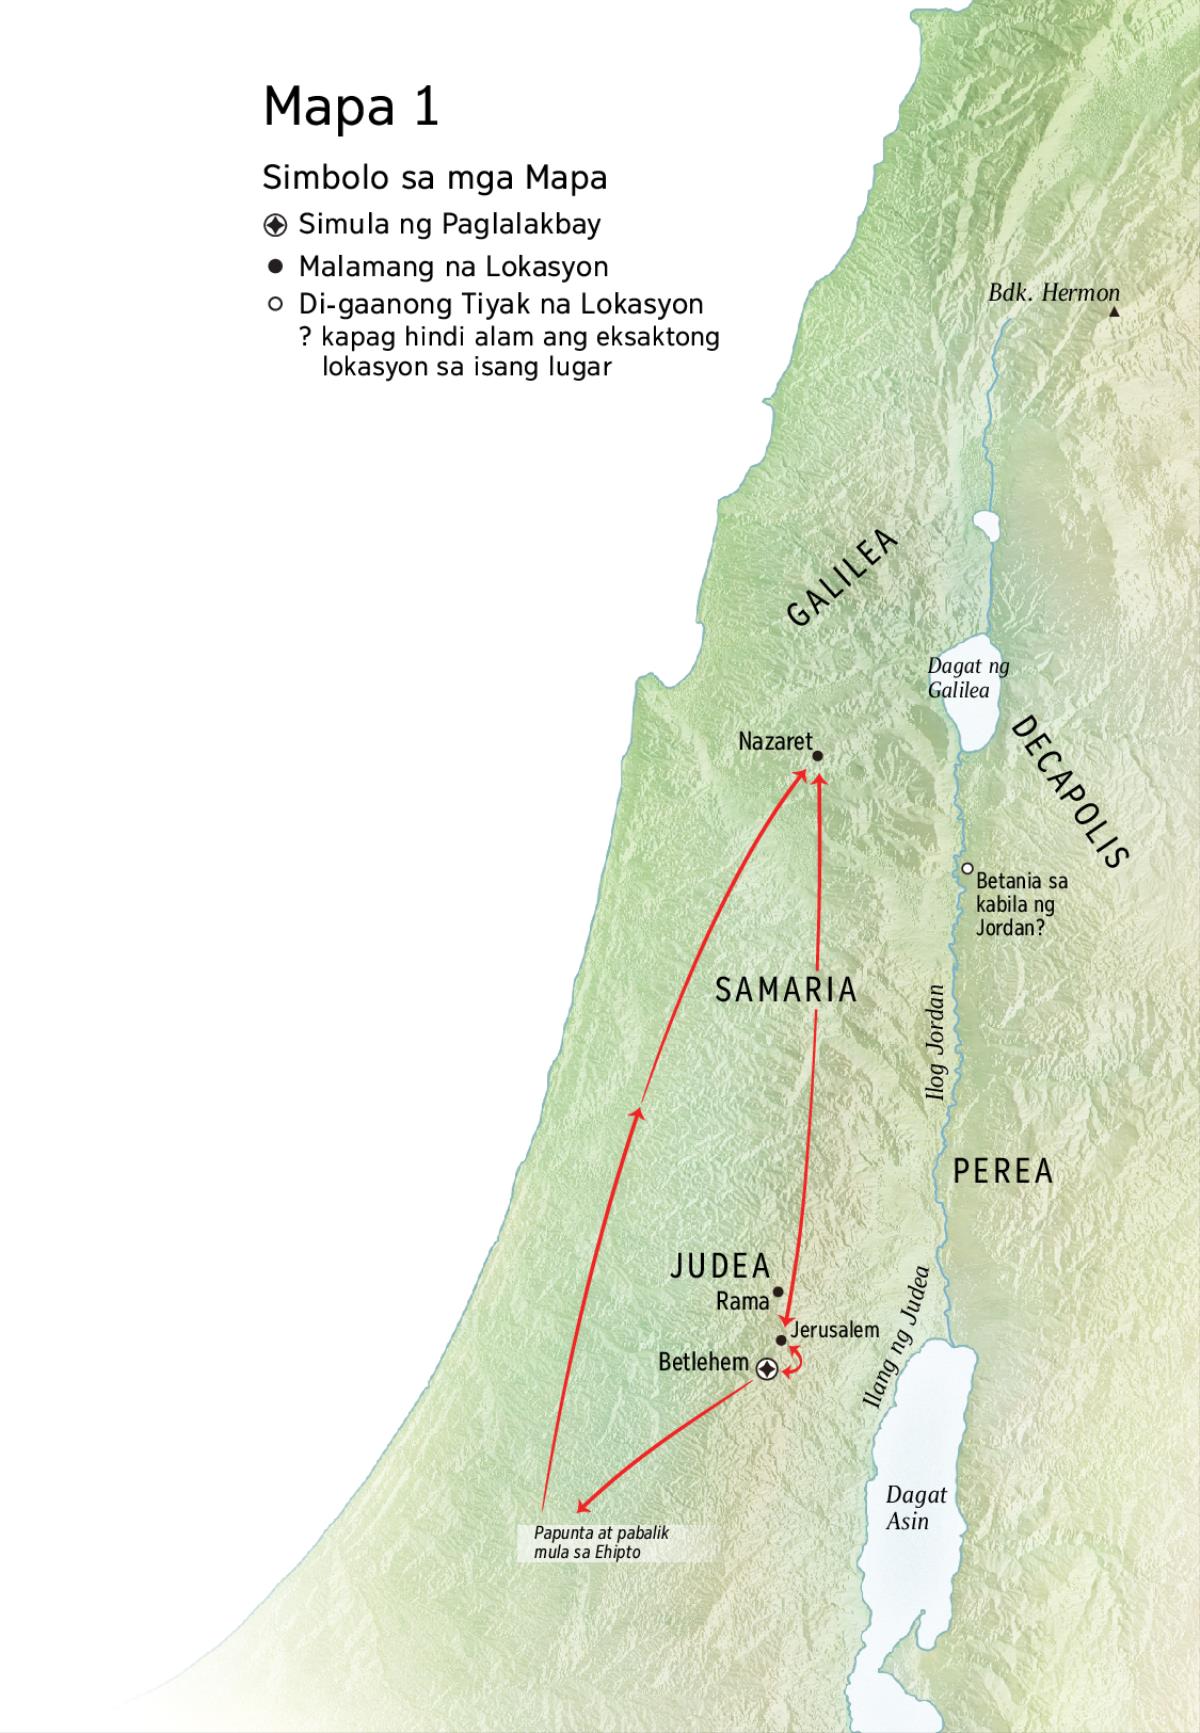 Mapa 1
Simbolo sa mga Mapa
Simula ng Paglalakbay
Malamang na Lokasyon
Di-gaanong Tiyak na Lokasyon
? kapag hindi alam ang eksaktong
lokasyon sa isang lugar
Bdk. Hermon
GALILEA
Dagat ng
Galilea
DECAPOLIS
Nazaret
Betania sa
kabila ng
Jordan?
SAMARIA
Ilog Jordan
PEREA
JUDEA
Rama
Jerusalem
Betlehem
Ilang ng Judea
Dagat
Asin
Papunta at pabalik
mula sa Ehipto